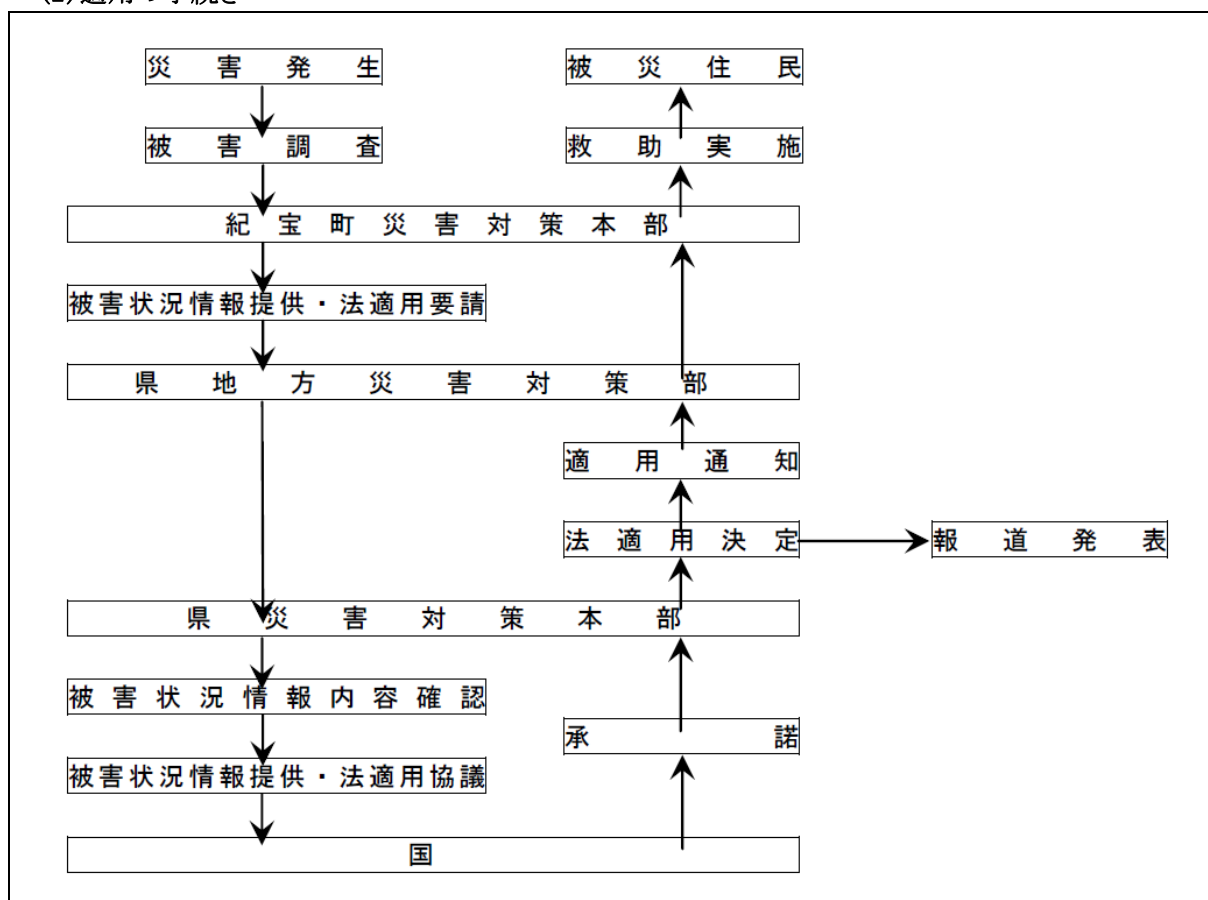 (2) 適用の手続き
災害発生
被災住民
被害調査
救助実施
紀宝町災害対策本部
被害状況情報提供・法適用要請
県地方災害対策部
適用通知
法適用決定
報道発表
県災害対策本部
被害状況情報内容確認
承諾
被害状況情報提供・法適用協議
国